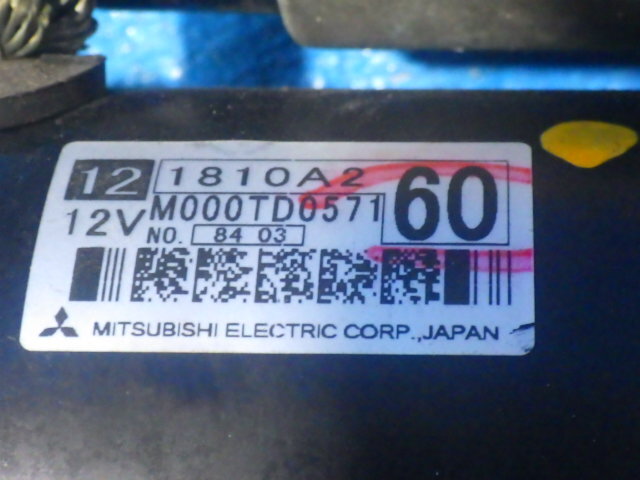 12 1810A2 60
12V M000TD0571
NO. 84 03
MITSUBISHI ELECTRIC CORP.,JAPAN